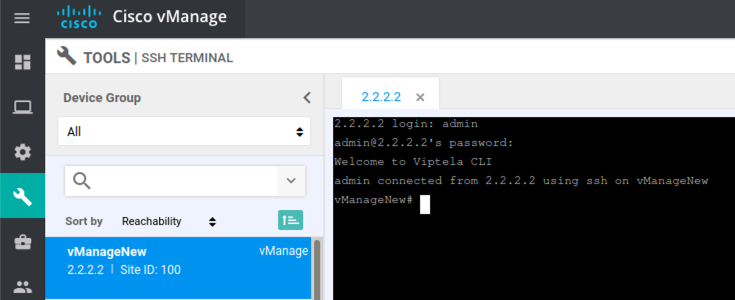 cisco Cisco vManage
TOOLS | SSH TERMINAL
Device Group
All
Sort by Reachability
vManageNew vManage
2.2.2.2 | Site ID: 100
2.2.2.2 ×
2.2.2.2 login: admin
admin@2.2.2.2's password:
Welcome to Viptela CLI
admin connected from 2.2.2.2 using ssh on vManageNew
vManageNew#